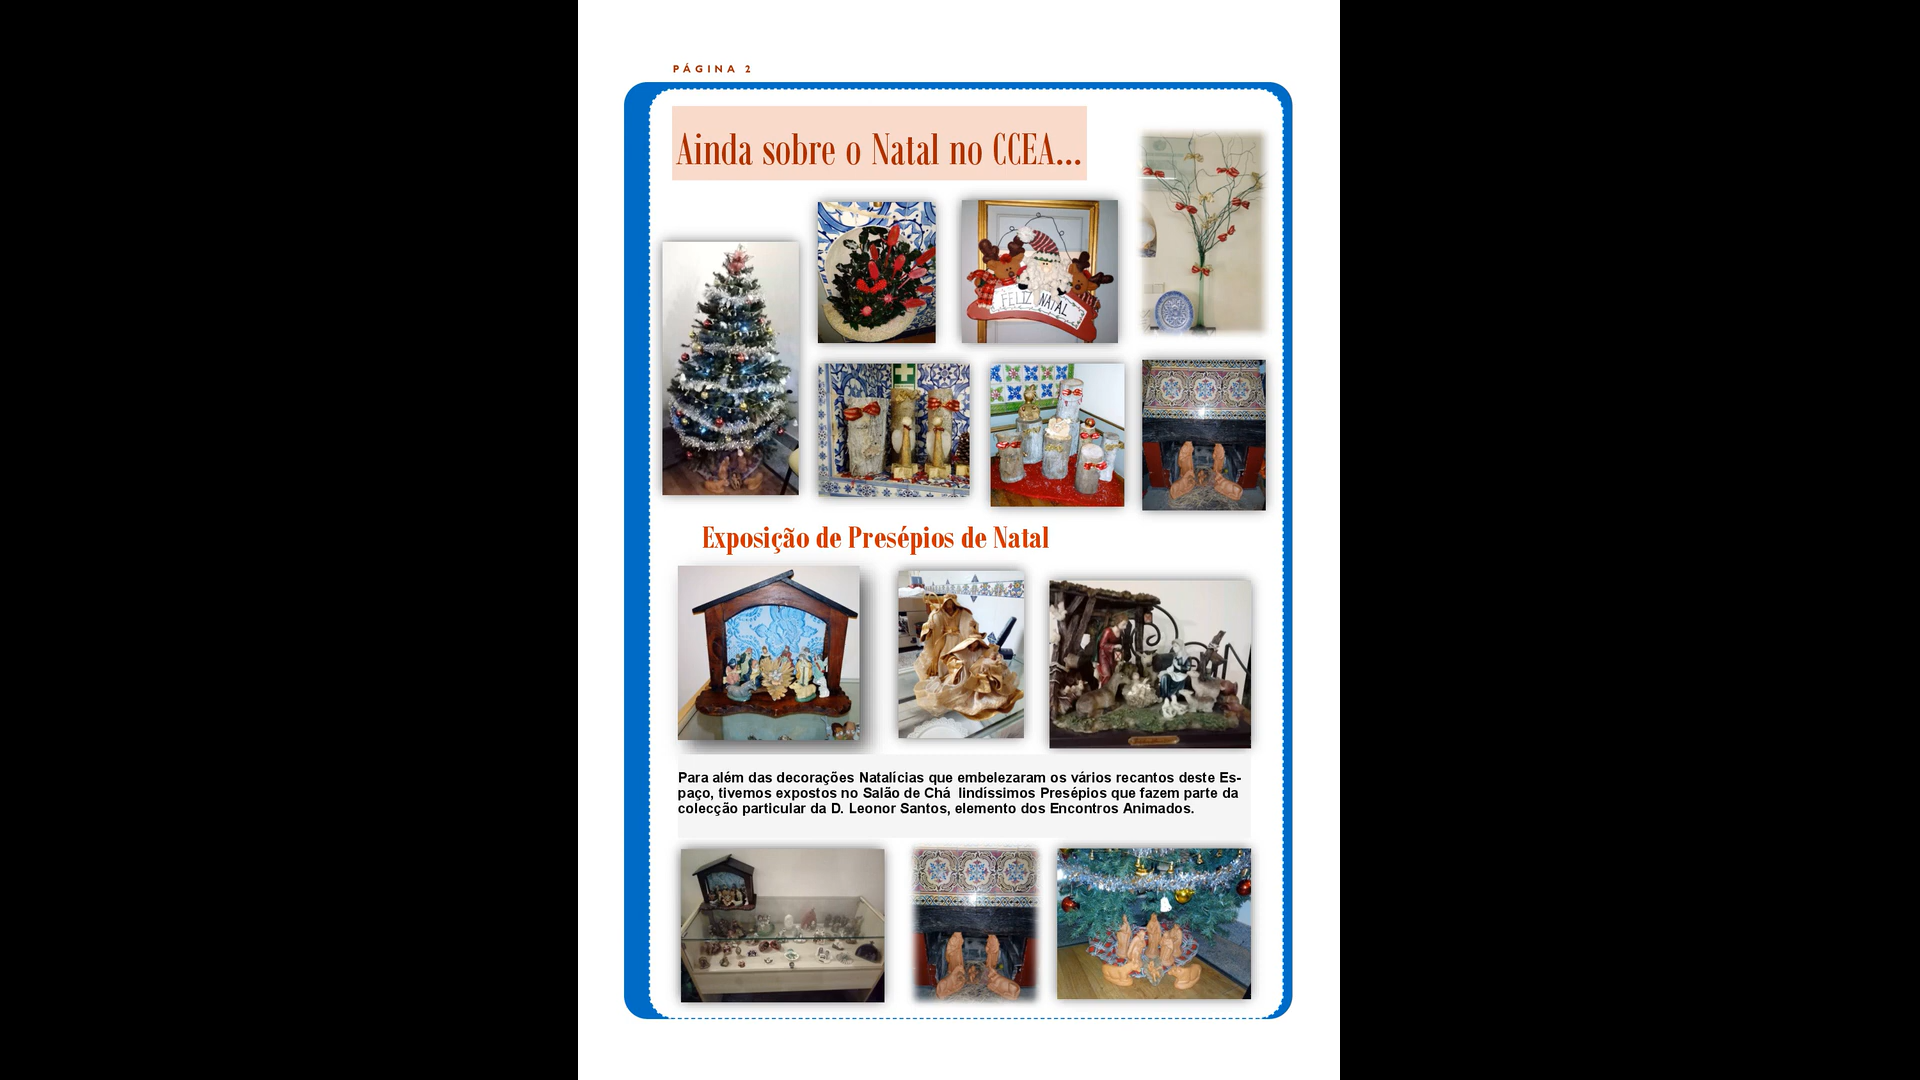 PÁGINA 2
Ainda sobre o Natal no CCEA...
FELIZ NATAL
Exposição de Presépios de Natal
Para além das decorações Natalícias que embelezaram os vários recantos deste Es-
paço, tivemos expostos no Salão de Chá lindíssimos Presépios que fazem parte da
colecção particular da D. Leonor Santos, elemento dos Encontros Animados.